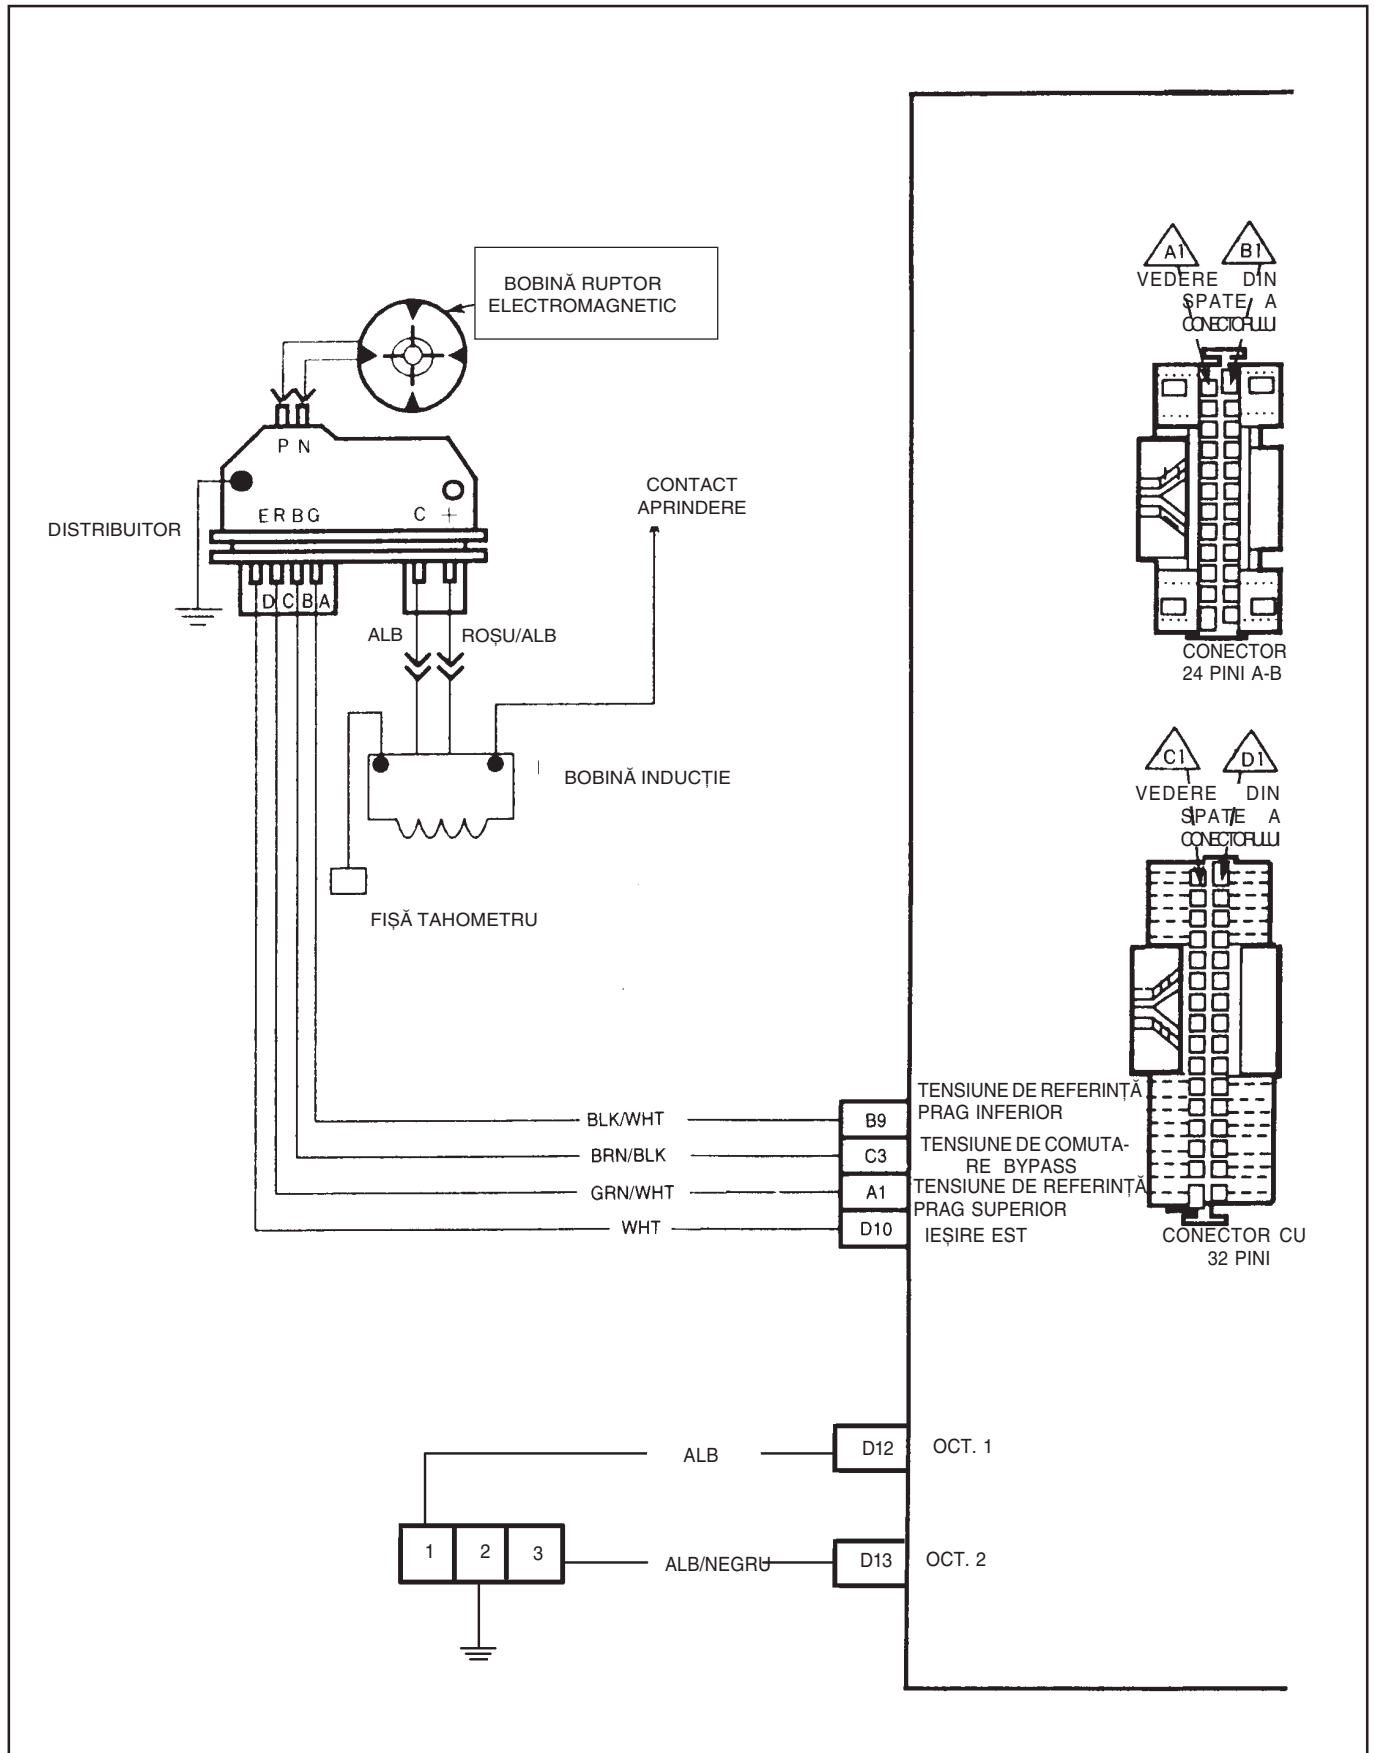 A1 B1
VEDERE DIN
SPATE A
CONECTORULUI
BOBINĂ RUPTOR
ELECTROMAGNETIC
P N
CONTACT
APRINDERE
DISTRIBUITOR
E R B G C +
D C B A
ALB ROȘU/ALB
CONECTOR
24 PINI A-B
BOBINĂ INDUCȚIE
C1 D1
VEDERE DIN
SPATE A
CONECTORULUI
FIȘĂ TAHOMETRU
BLK/WHT B9 TENSIUNE DE REFERINȚĂ
PRAG INFERIOR
BRN/BLK C3 TENSIUNE DE COMUTA-
RE BYPASS
GRN/WHT A1 TENSIUNE DE REFERINȚĂ
PRAG SUPERIOR
WHT D10 IEȘIRE EST
CONECTOR CU
32 PINI
ALB D12 OCT. 1
1 2 3
ALB/NEGRU D13 OCT. 2